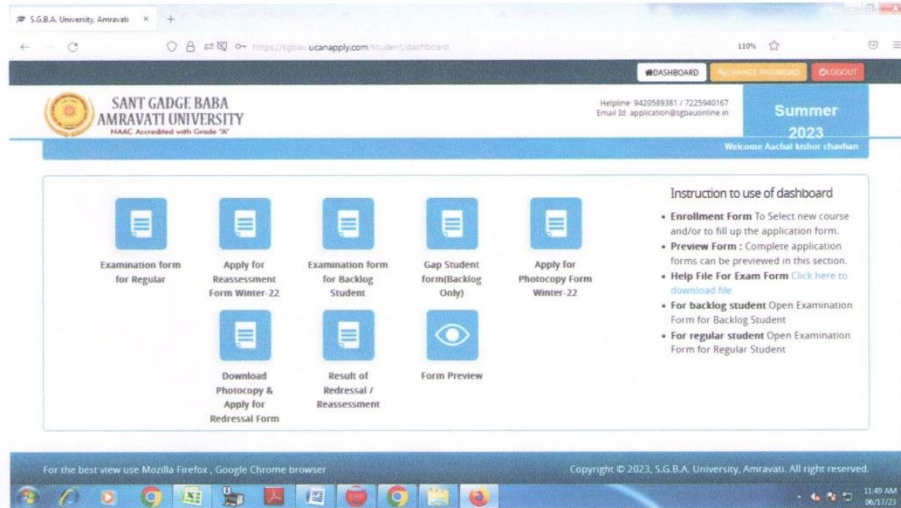 S.G.B.A. University, Amravati
https://sgbau.ucanapply.com/student/dashboard
110%
DASHBOARD
CHANGE PASSWORD
LOGOUT
SANT GADGE BABA
AMRAVATI UNIVERSITY
NAAC Accredited with Grade "A"
Helpline: 9420589381 / 7225940167
Email Id: application@sgbauonline.in
Summer
2023
Welcome Aachal kishor chavhan
Examination form
for Regular
Apply for
Reassessment
Form Winter-22
Examination form
for Backlog
Student
Gap Student
form(Backlog
Only)
Apply for
Photocopy Form
Winter-22
Download
Photocopy &
Apply for
Redressal Form
Result of
Redressal /
Reassessment
Form Preview
Instruction to use of dashboard
• Enrollment Form To Select new course
and/or to fill up the application form.
• Preview Form : Complete application
forms can be previewed in this section.
• Help File For Exam Form Click here to
download file
• For backlog student Open Examination
Form for Backlog Student
• For regular student Open Examination
Form for Regular Student
For the best view use Mozilla Firefox , Google Chrome browser
Copyright © 2023, S.G.B.A. University, Amravati. All right reserved.
11:49 AM
06/17/23